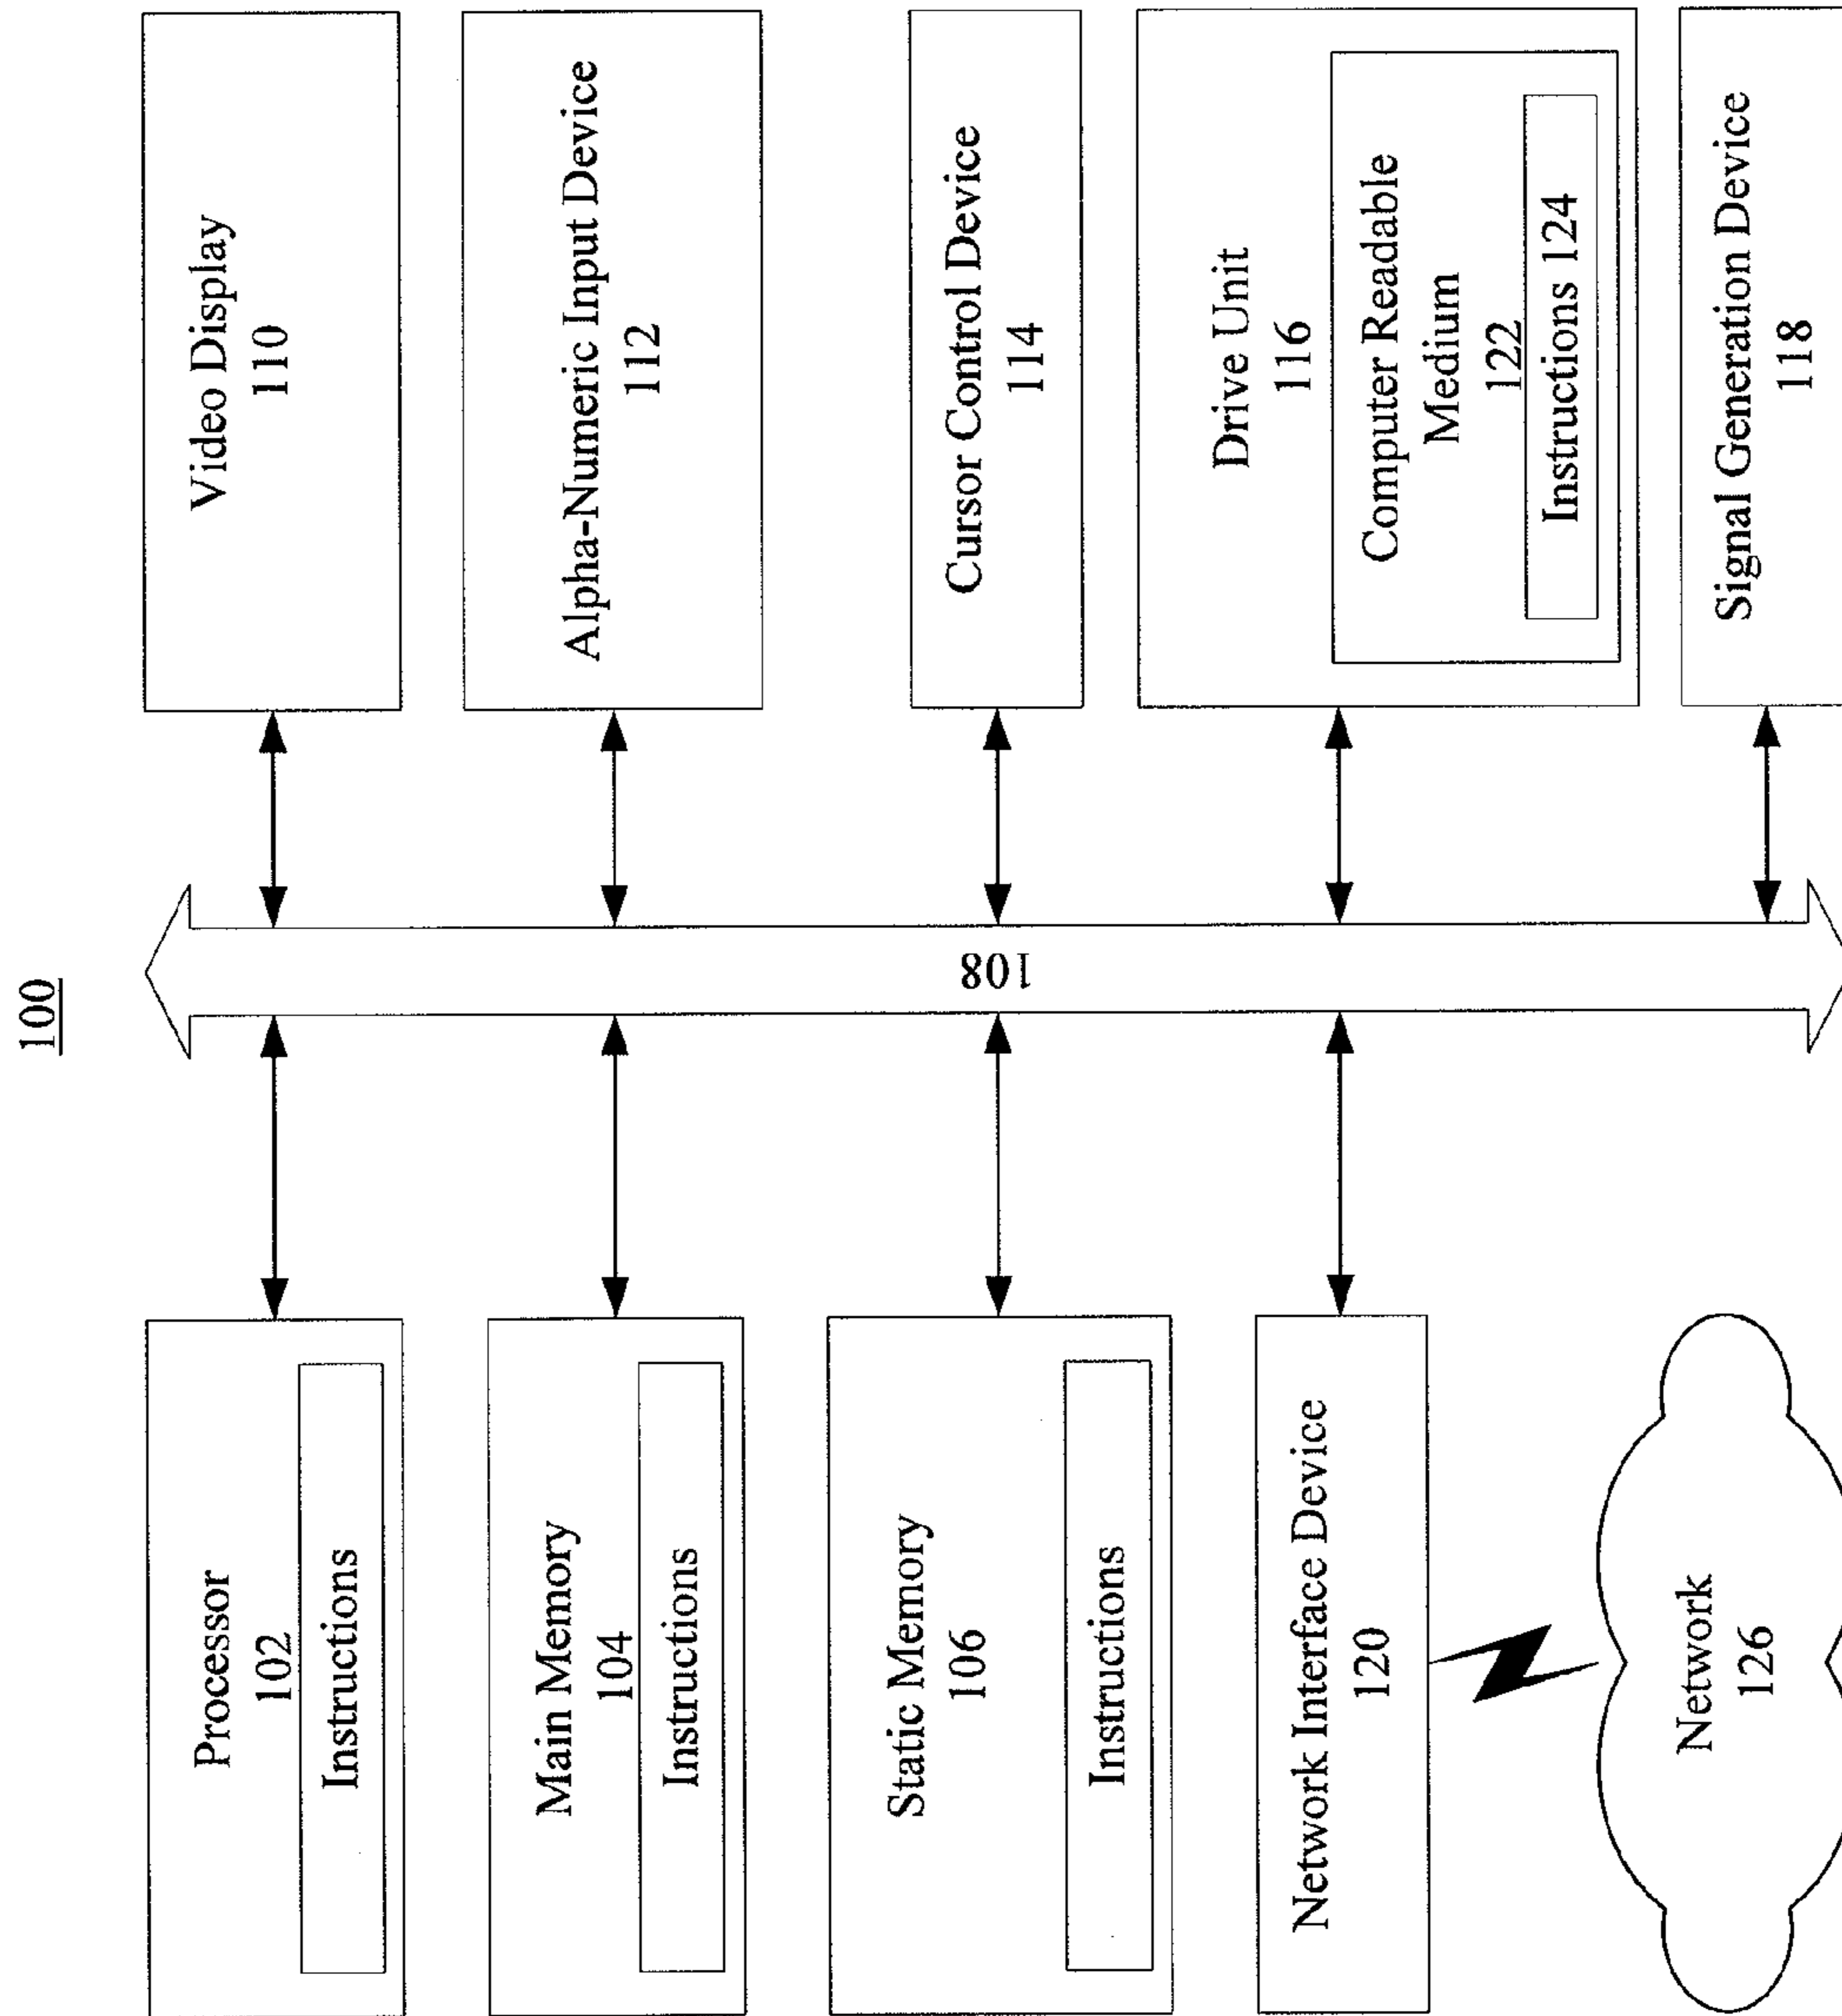 100
Processor
102
Instructions
Main Memory
104
Instructions
Static Memory
106
Instructions
Network Interface Device
120
Network
126
108
Video Display
110
Alpha-Numeric Input Device
112
Cursor Control Device
114
Drive Unit
116
Computer Readable
Medium
122
Instructions 124
Signal Generation Device
118